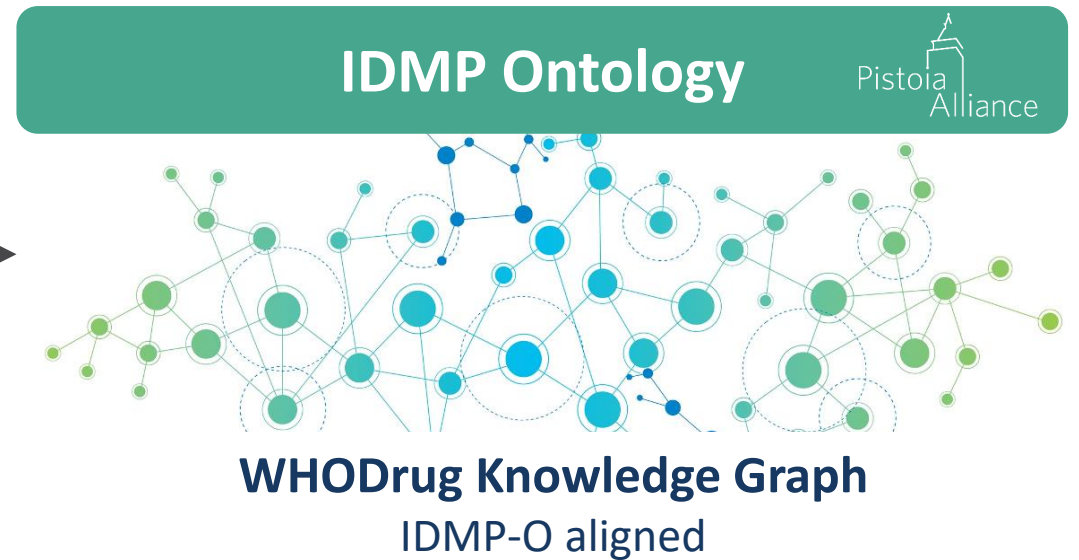 IDMP Ontology
Pistoia
Alliance
WHODrug Knowledge Graph
IDMP-O aligned